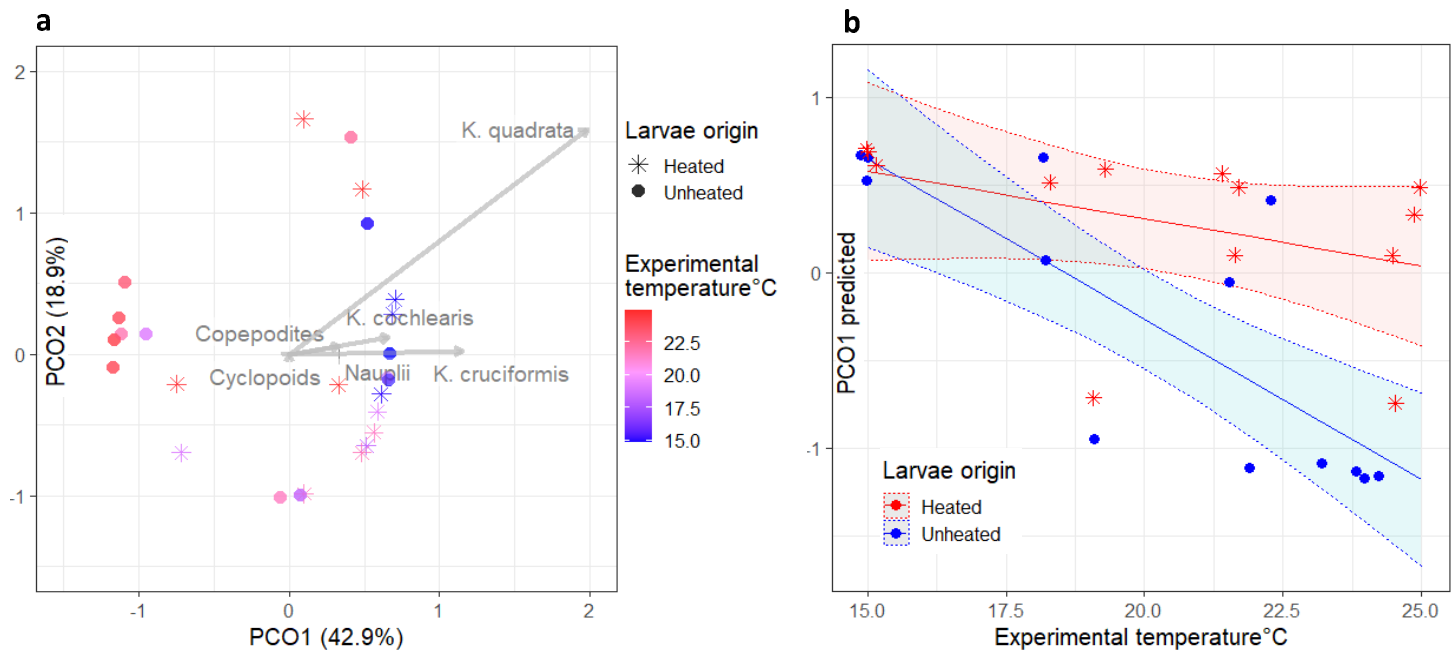 a
2
1
0
-1
PCO2 (18.9%)
K. quadrata
Copepodites
K. cochlearis
Cyclopoids
Nauplii
K. cruciformis
-1
0
1
2
PCO1 (42.9%)
Larvae origin
Heated
Unheated
Experimental
temperature°C
22.5
20.0
17.5
15.0
b
1
0
-1
PCO1 predicted
Larvae origin
Heated
Unheated
15.0
17.5
20.0
22.5
25.0
Experimental temperature°C